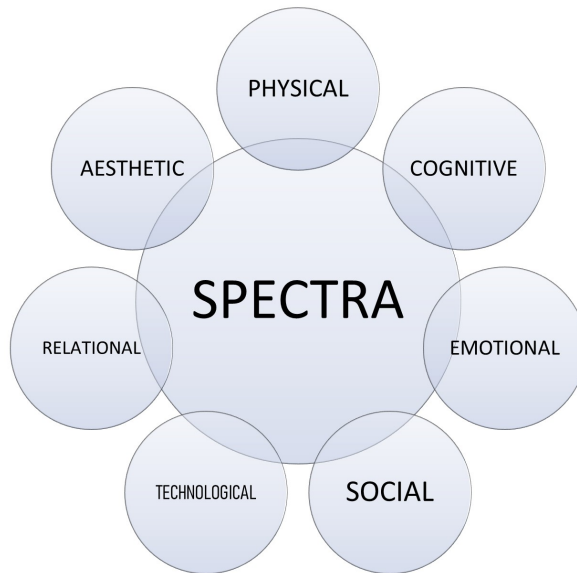 PHYSICAL
AESTHETIC
COGNITIVE
SPECTRA
RELATIONAL
EMOTIONAL
TECHNOLOGICAL
SOCIAL